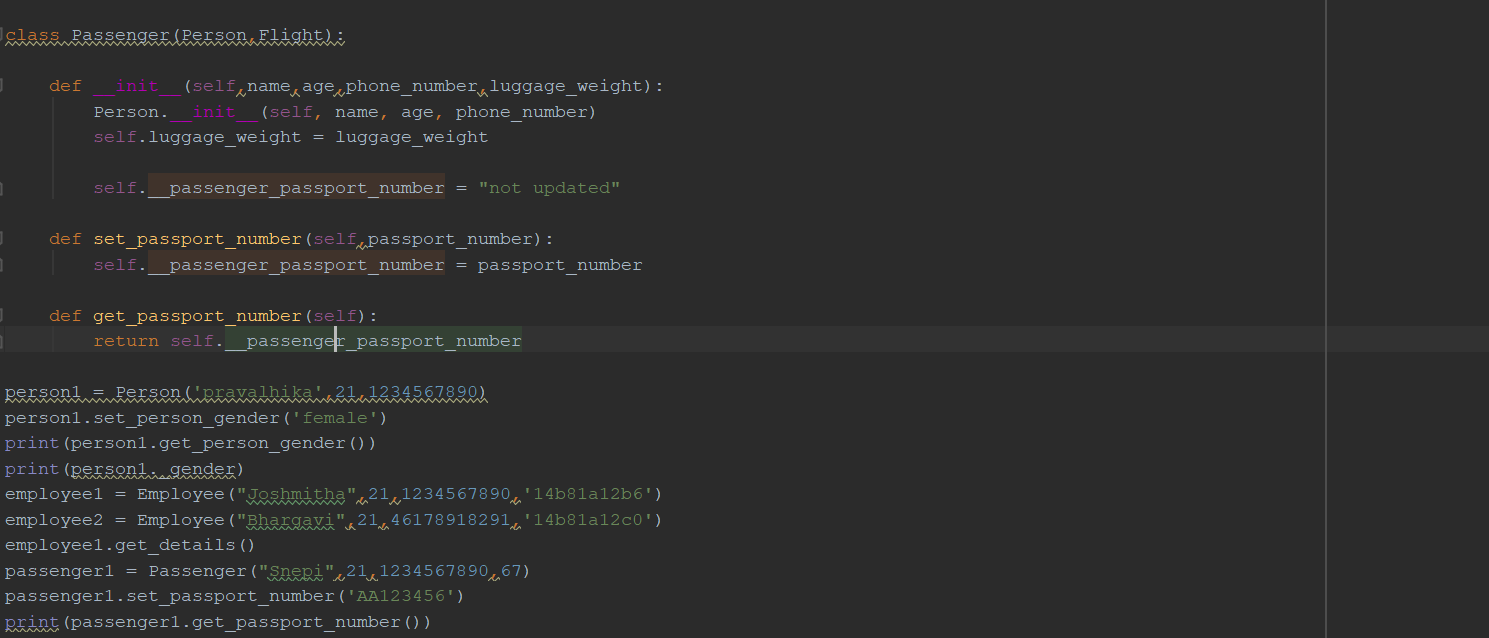 class Passenger(Person,Flight):
def __init__(self,name,age,phone_number,luggage_weight):
Person.__init__(self, name, age, phone_number)
self.luggage_weight = luggage_weight
self.__passenger_passport_number = "not updated"
def set_passport_number(self,passport_number):
self.__passenger_passport_number = passport_number
def get_passport_number(self):
return self.__passenger_passport_number
person1 = Person('pravalhika',21,1234567890)
person1.set_person_gender('female')
print(person1.get_person_gender())
print(person1._gender)
employee1 = Employee("Joshmitha",21,1234567890,'14b81a12b6')
employee2 = Employee("Bhargavi",21,46178918291,'14b81a12c0')
employee1.get_details()
passenger1 = Passenger("Snepi",21,1234567890,67)
passenger1.set_passport_number('AA123456')
print(passenger1.get_passport_number())